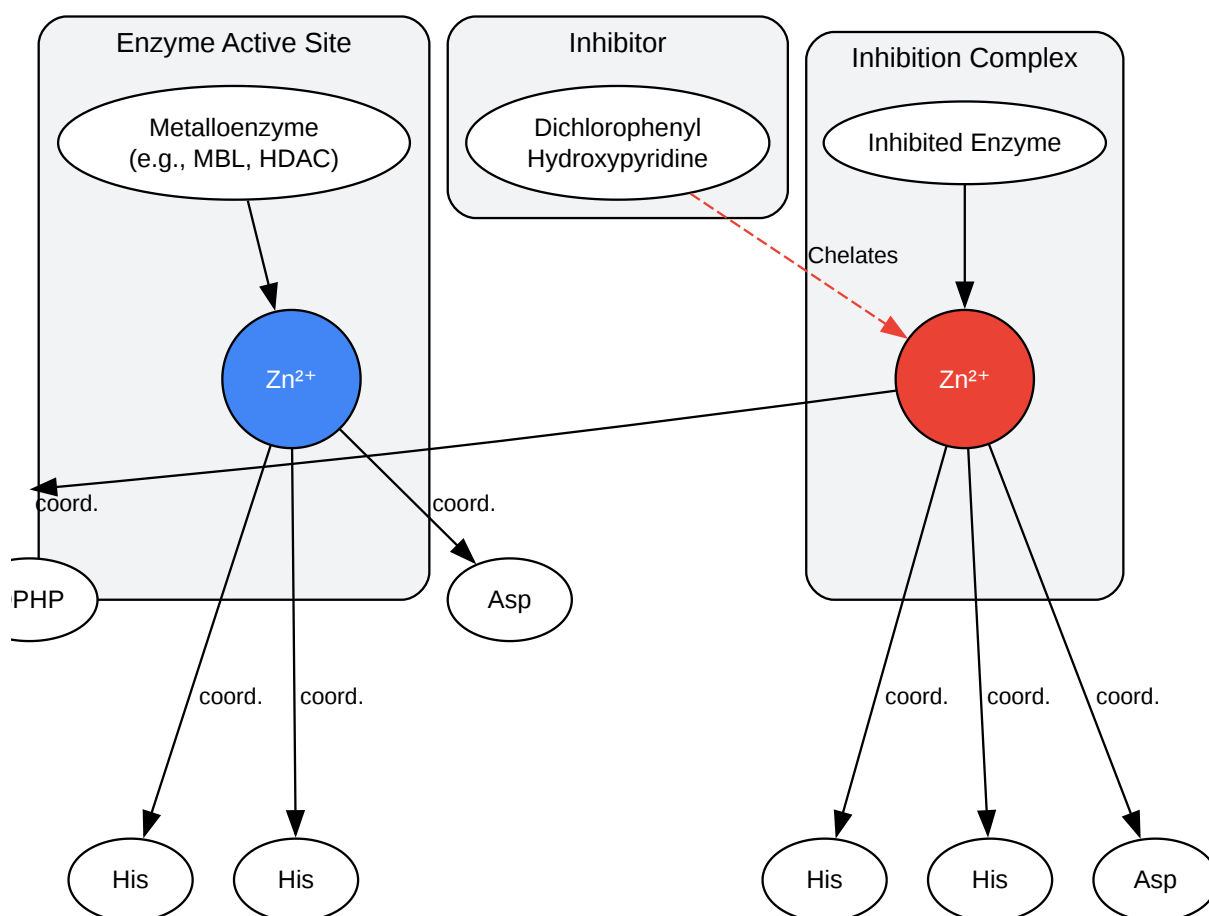 Enzyme Active Site
Inhibitor
Inhibition Complex
Metalloenzyme
(e.g., MBL, HDAC)
Dichlorophenyl
Hydroxypyridine
Inhibited Enzyme
Chelates
Zn²⁺
Zn²⁺
coord.
coord.
PHP
Asp
coord.
coord.
coord.
coord.
coord.
His
His
His
His
Asp